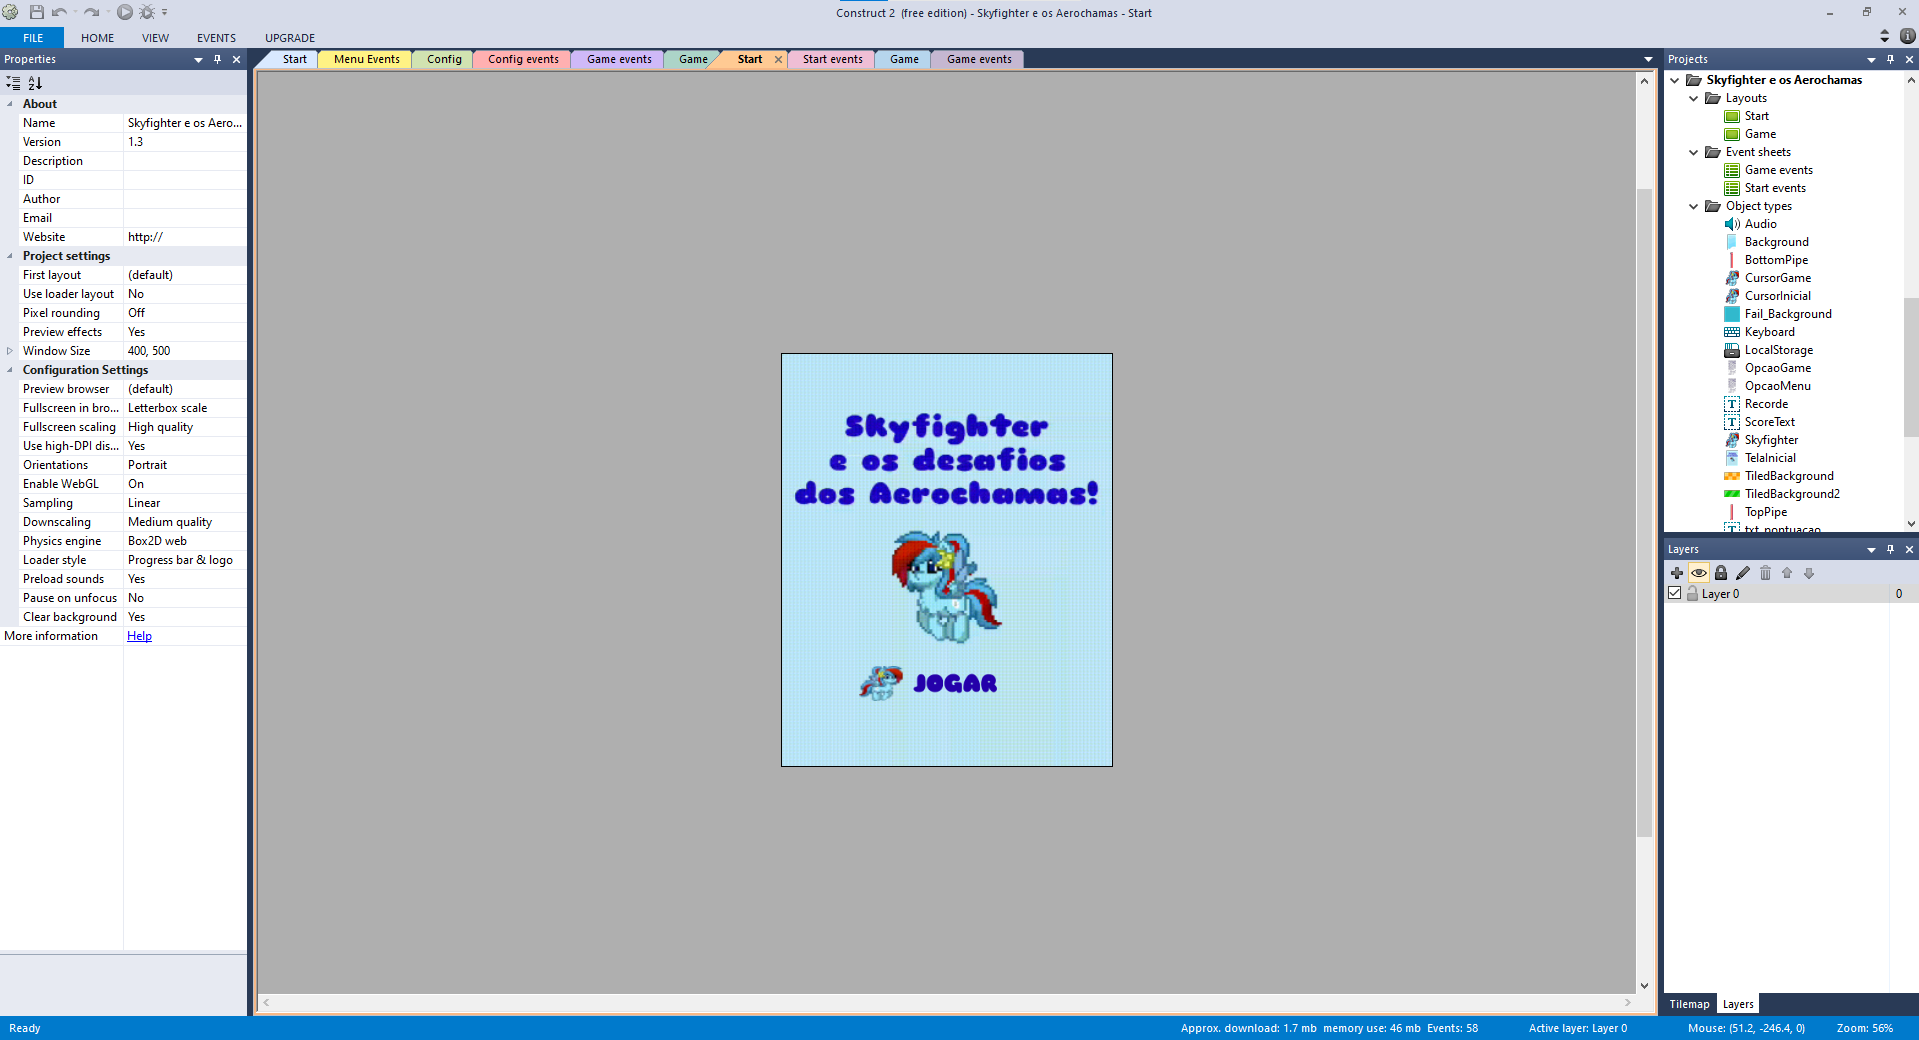 Construct 2 (free edition) - Skyfighter e os Aerochamas - Start
FILE HOME VIEW EVENTS UPGRADE
Properties
About
Name Skyfighter e os Aero...
Version 1.3
Description
ID
Author
Email
Website http://
Project settings
First layout (default)
Use loader layout No
Pixel rounding Off
Preview effects Yes
Window Size 400, 500
Configuration Settings
Preview browser (default)
Fullscreen in bro... Letterbox scale
Fullscreen scaling High quality
Use high-DPI dis... Yes
Orientations Portrait
Enable WebGL On
Sampling Linear
Downscaling Medium quality
Physics engine Box2D web
Loader style Progress bar & logo
Preload sounds Yes
Pause on unfocus No
Clear background Yes
More information Help
Start Menu Events Config Config events Game events Game Start Start events Game Game events
Skyfighter
e os desafios
dos Aerochamas!
JOGAR
Projects
Skyfighter e os Aerochamas
Layouts
Start
Game
Event sheets
Game events
Start events
Object types
Audio
Background
BottomPipe
CursorGame
CursorInicial
Fail_Background
Keyboard
LocalStorage
OpcaoGame
OpcaoMenu
Recorde
ScoreText
Skyfighter
TelaInicial
TiledBackground
TiledBackground2
TopPipe
txt_pontuacao
Layers
Layer 0 0
Tilemap Layers
Ready Approx. download: 1.7 mb memory use: 46 mb Events: 58 Active layer: Layer 0 Mouse: (51.2, -246.4, 0) Zoom: 56%